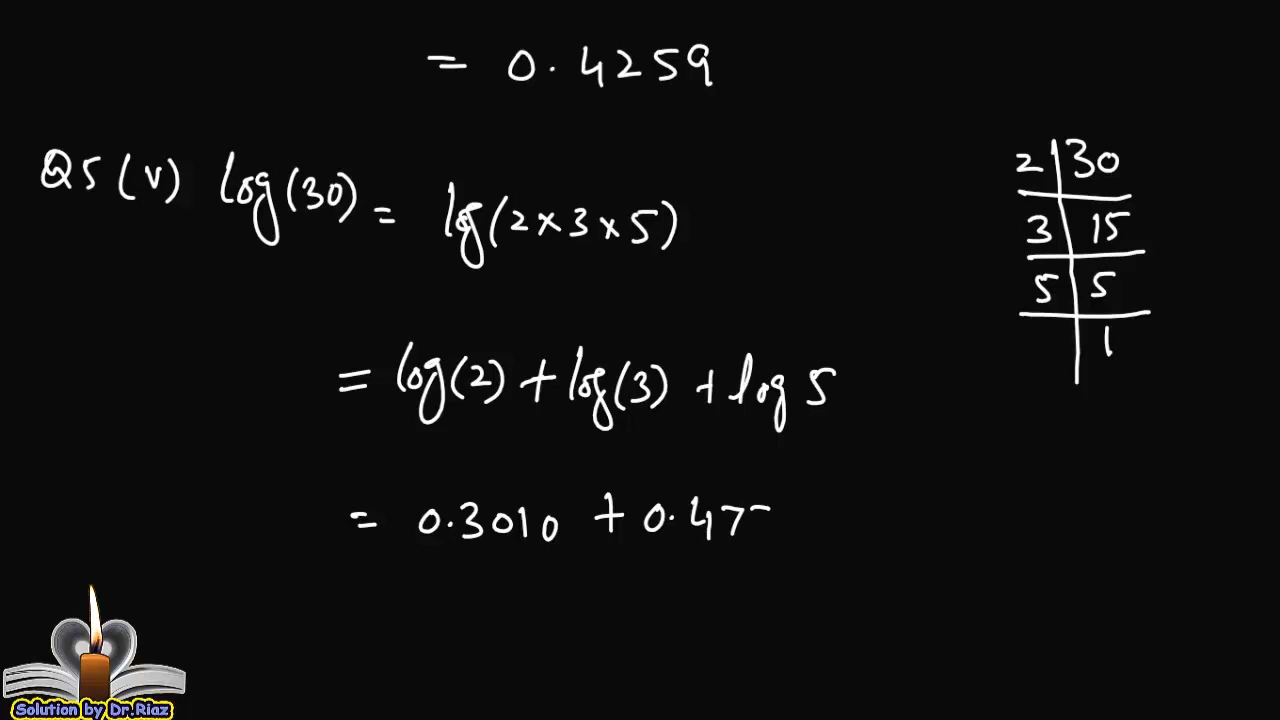 = 0.4259
Q5 (v) log(30) = log(2×3×5)
2 | 30
3 | 15
5 | 5
1
= log(2) + log(3) + log 5
= 0.3010 + 0.47
Solution by Dr.Riaz